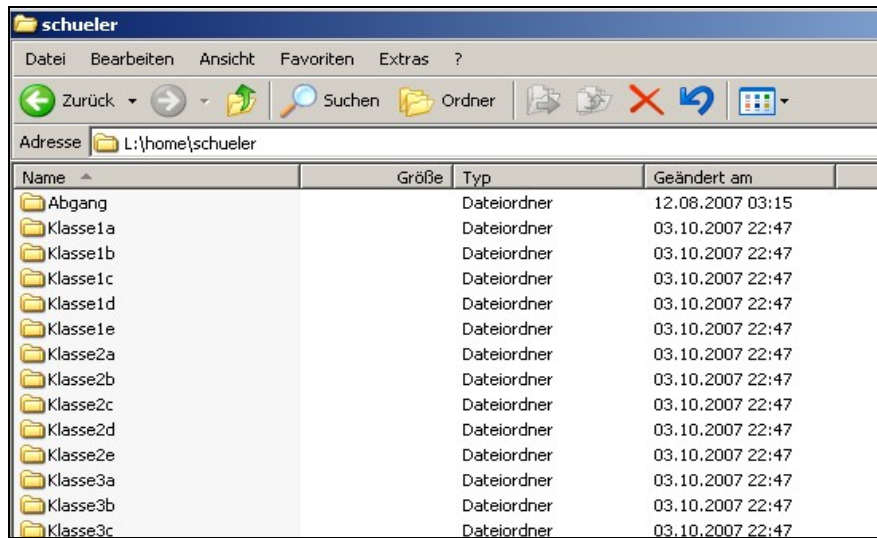 schueler
Datei Bearbeiten Ansicht Favoriten Extras ?
Zurück Suchen Ordner
Adresse L:\home\schueler
Name Größe Typ Geändert am
Abgang Dateiordner 12.08.2007 03:15
Klasse1a Dateiordner 03.10.2007 22:47
Klasse1b Dateiordner 03.10.2007 22:47
Klasse1c Dateiordner 03.10.2007 22:47
Klasse1d Dateiordner 03.10.2007 22:47
Klasse1e Dateiordner 03.10.2007 22:47
Klasse2a Dateiordner 03.10.2007 22:47
Klasse2b Dateiordner 03.10.2007 22:47
Klasse2c Dateiordner 03.10.2007 22:47
Klasse2d Dateiordner 03.10.2007 22:47
Klasse2e Dateiordner 03.10.2007 22:47
Klasse3a Dateiordner 03.10.2007 22:47
Klasse3b Dateiordner 03.10.2007 22:47
Klasse3c Dateiordner 03.10.2007 22:47